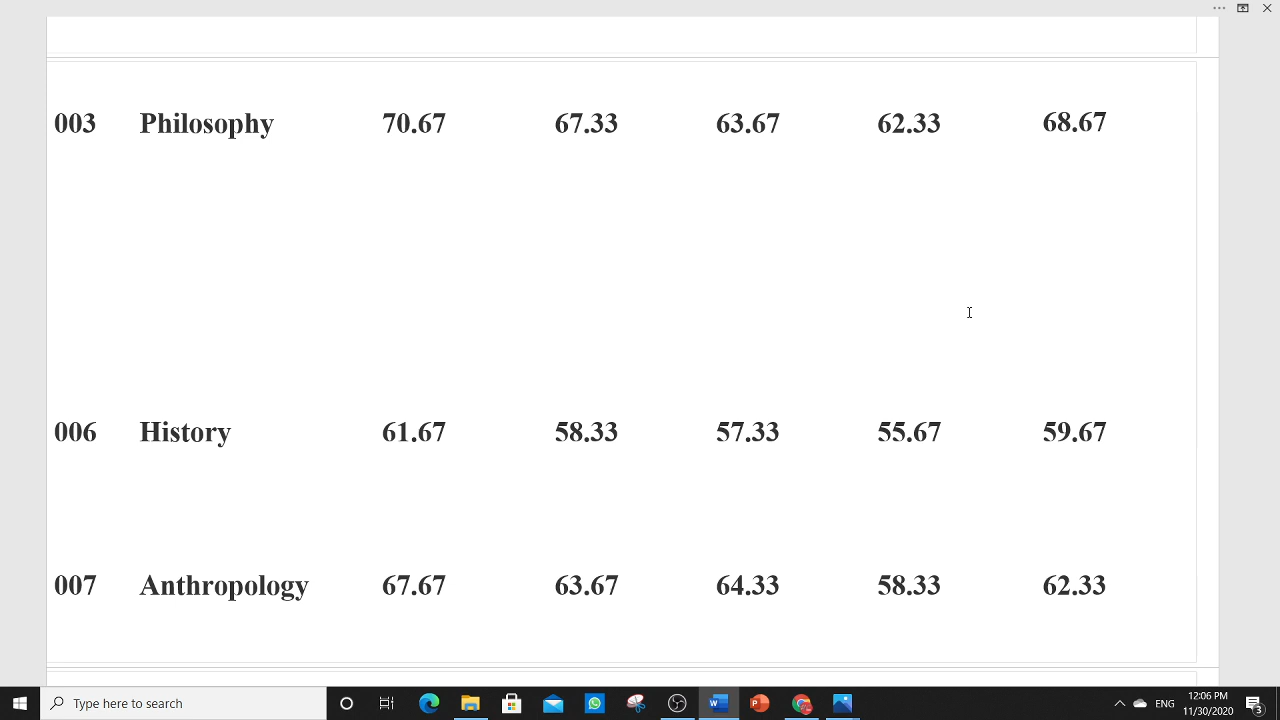 003 Philosophy 70.67 67.33 63.67 62.33 68.67
006 History 61.67 58.33 57.33 55.67 59.67
007 Anthropology 67.67 63.67 64.33 58.33 62.33
Type here to search
ENG
12:06 PM
11/30/2020
3